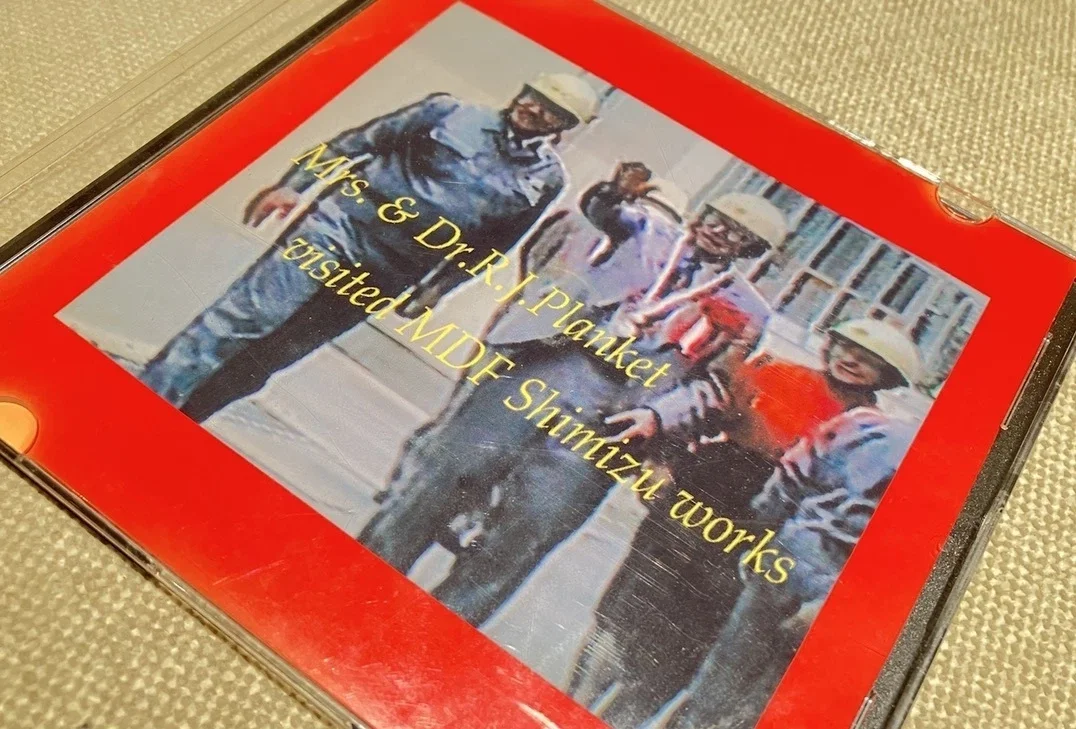 Mrs. & Dr.R.J.Planket
visited MDF Shimizu works